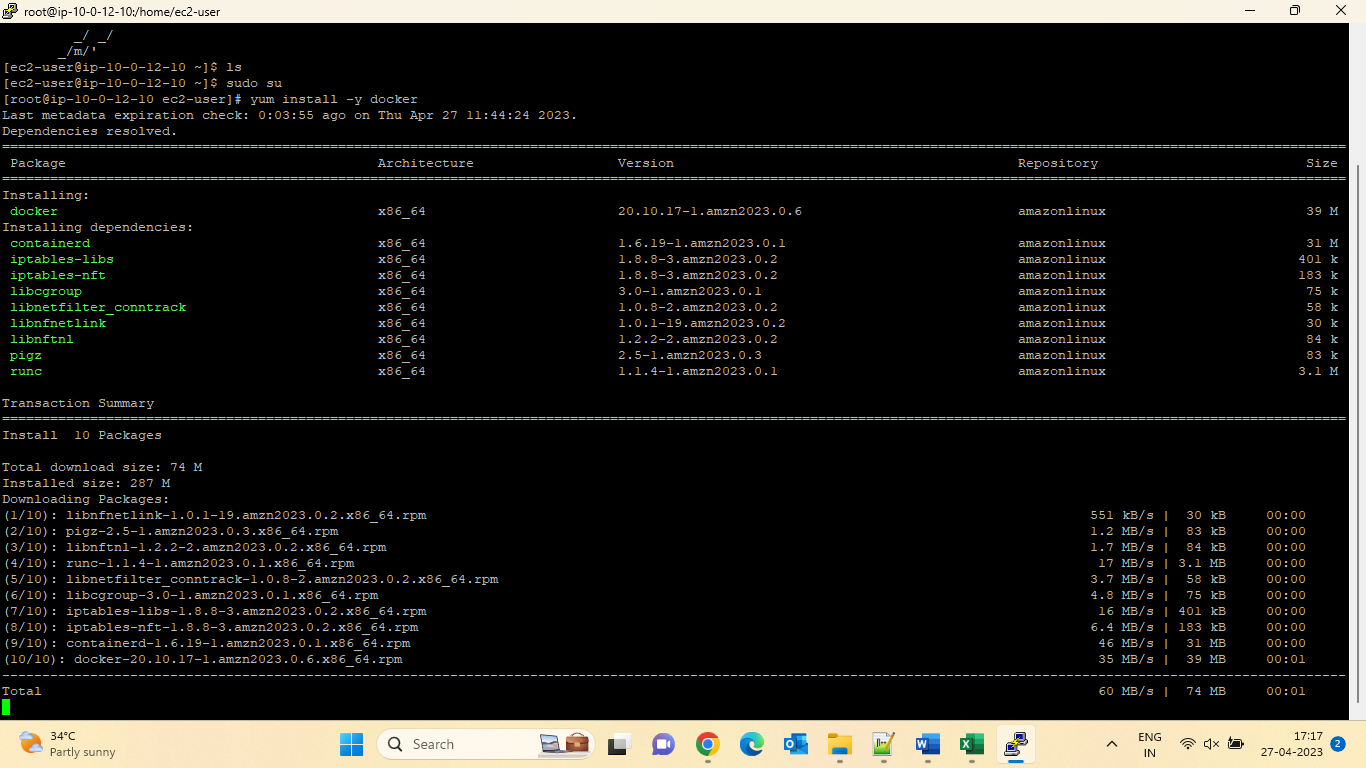 root@ip-10-0-12-10:/home/ec2-user
_/ _/
_/m/'
[ec2-user@ip-10-0-12-10 ~]$ ls
[ec2-user@ip-10-0-12-10 ~]$ sudo su
[root@ip-10-0-12-10 ec2-user]# yum install -y docker
Last metadata expiration check: 0:03:55 ago on Thu Apr 27 11:44:24 2023.
Dependencies resolved.
Package Architecture Version Repository Size
Installing:
docker x86_64 20.10.17-1.amzn2023.0.6 amazonlinux 39 M
Installing dependencies:
containerd x86_64 1.6.19-1.amzn2023.0.1 amazonlinux 31 M
iptables-libs x86_64 1.8.8-3.amzn2023.0.2 amazonlinux 401 k
iptables-nft x86_64 1.8.8-3.amzn2023.0.2 amazonlinux 183 k
libcgroup x86_64 3.0-1.amzn2023.0.1 amazonlinux 75 k
libnetfilter_conntrack x86_64 1.0.8-2.amzn2023.0.2 amazonlinux 58 k
libnfnetlink x86_64 1.0.1-19.amzn2023.0.2 amazonlinux 30 k
libnftnl x86_64 1.2.2-2.amzn2023.0.2 amazonlinux 84 k
pigz x86_64 2.5-1.amzn2023.0.3 amazonlinux 83 k
runc x86_64 1.1.4-1.amzn2023.0.1 amazonlinux 3.1 M
Transaction Summary
Install 10 Packages
Total download size: 74 M
Installed size: 287 M
Downloading Packages:
(1/10): libnfnetlink-1.0.1-19.amzn2023.0.2.x86_64.rpm 551 kB/s | 30 kB 00:00
(2/10): pigz-2.5-1.amzn2023.0.3.x86_64.rpm 1.2 MB/s | 83 kB 00:00
(3/10): libnftnl-1.2.2-2.amzn2023.0.2.x86_64.rpm 1.7 MB/s | 84 kB 00:00
(4/10): runc-1.1.4-1.amzn2023.0.1.x86_64.rpm 17 MB/s | 3.1 MB 00:00
(5/10): libnetfilter_conntrack-1.0.8-2.amzn2023.0.2.x86_64.rpm 3.7 MB/s | 58 kB 00:00
(6/10): libcgroup-3.0-1.amzn2023.0.1.x86_64.rpm 4.8 MB/s | 75 kB 00:00
(7/10): iptables-libs-1.8.8-3.amzn2023.0.2.x86_64.rpm 16 MB/s | 401 kB 00:00
(8/10): iptables-nft-1.8.8-3.amzn2023.0.2.x86_64.rpm 6.4 MB/s | 183 kB 00:00
(9/10): containerd-1.6.19-1.amzn2023.0.1.x86_64.rpm 46 MB/s | 31 MB 00:00
(10/10): docker-20.10.17-1.amzn2023.0.6.x86_64.rpm 35 MB/s | 39 MB 00:01
Total 60 MB/s | 74 MB 00:01
34°C
Partly sunny
Search
ENG
IN
17:17
27-04-2023
2